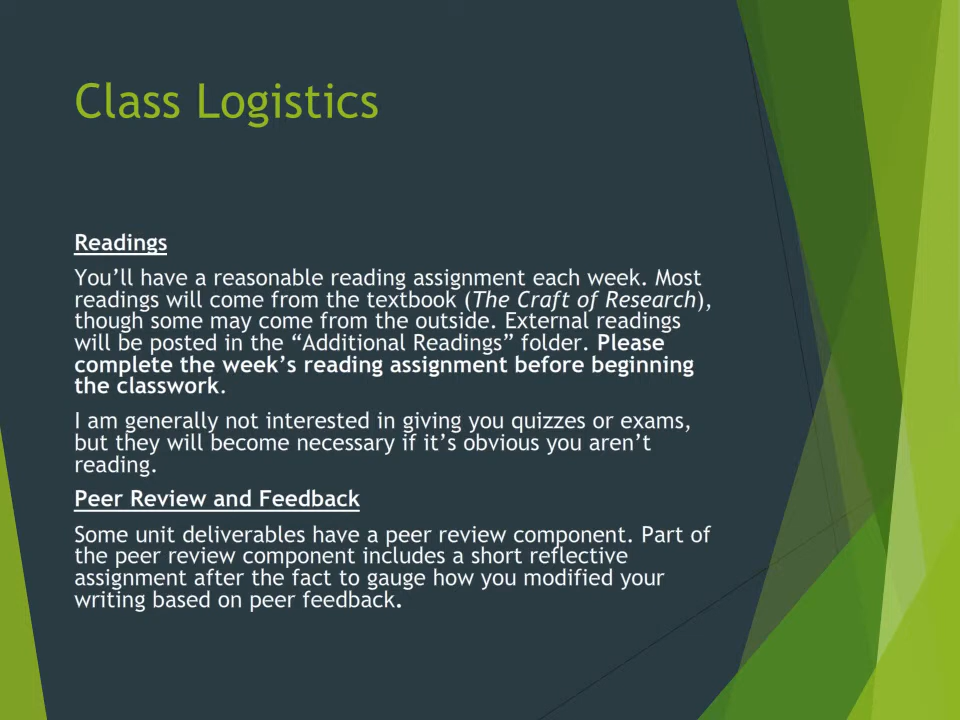 Class Logistics
Readings
You’ll have a reasonable reading assignment each week. Most
readings will come from the textbook (The Craft of Research),
though some may come from the outside. External readings
will be posted in the “Additional Readings” folder. Please
complete the week’s reading assignment before beginning
the classwork.
I am generally not interested in giving you quizzes or exams,
but they will become necessary if it’s obvious you aren’t
reading.
Peer Review and Feedback
Some unit deliverables have a peer review component. Part of
the peer review component includes a short reflective
assignment after the fact to gauge how you modified your
writing based on peer feedback.